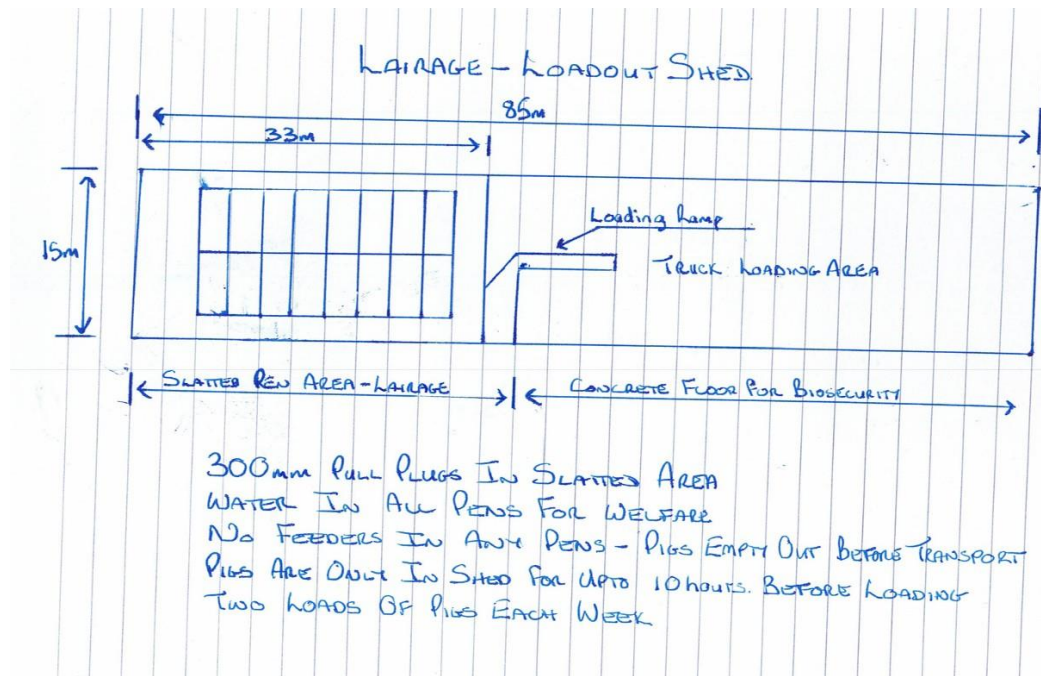 LAIRAGE - LOADOUT SHED
85m
33m
15m
Loading Ramp
TRUCK LOADING AREA
SLATTED PEN AREA - LAIRAGE
CONCRETE FLOOR FOR BIOSECURITY
300mm PULL PLUGS IN SLATTED AREA
WATER IN ALL PENS FOR WELFARE
NO FEEDERS IN ANY PENS - PIGS EMPTY OUT BEFORE TRANSPORT
PIGS ARE ONLY IN SHED FOR UPTO 10 hours. BEFORE LOADING
TWO LOADS OF PIGS EACH WEEK